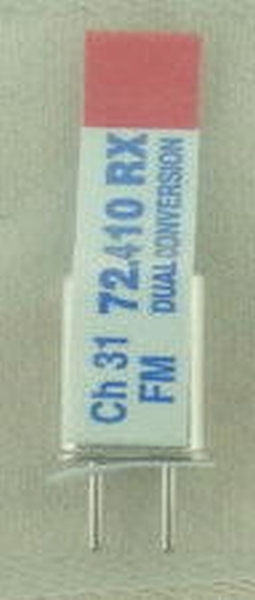 Ch 31 72.410 RX
FM DUAL CONVERSION